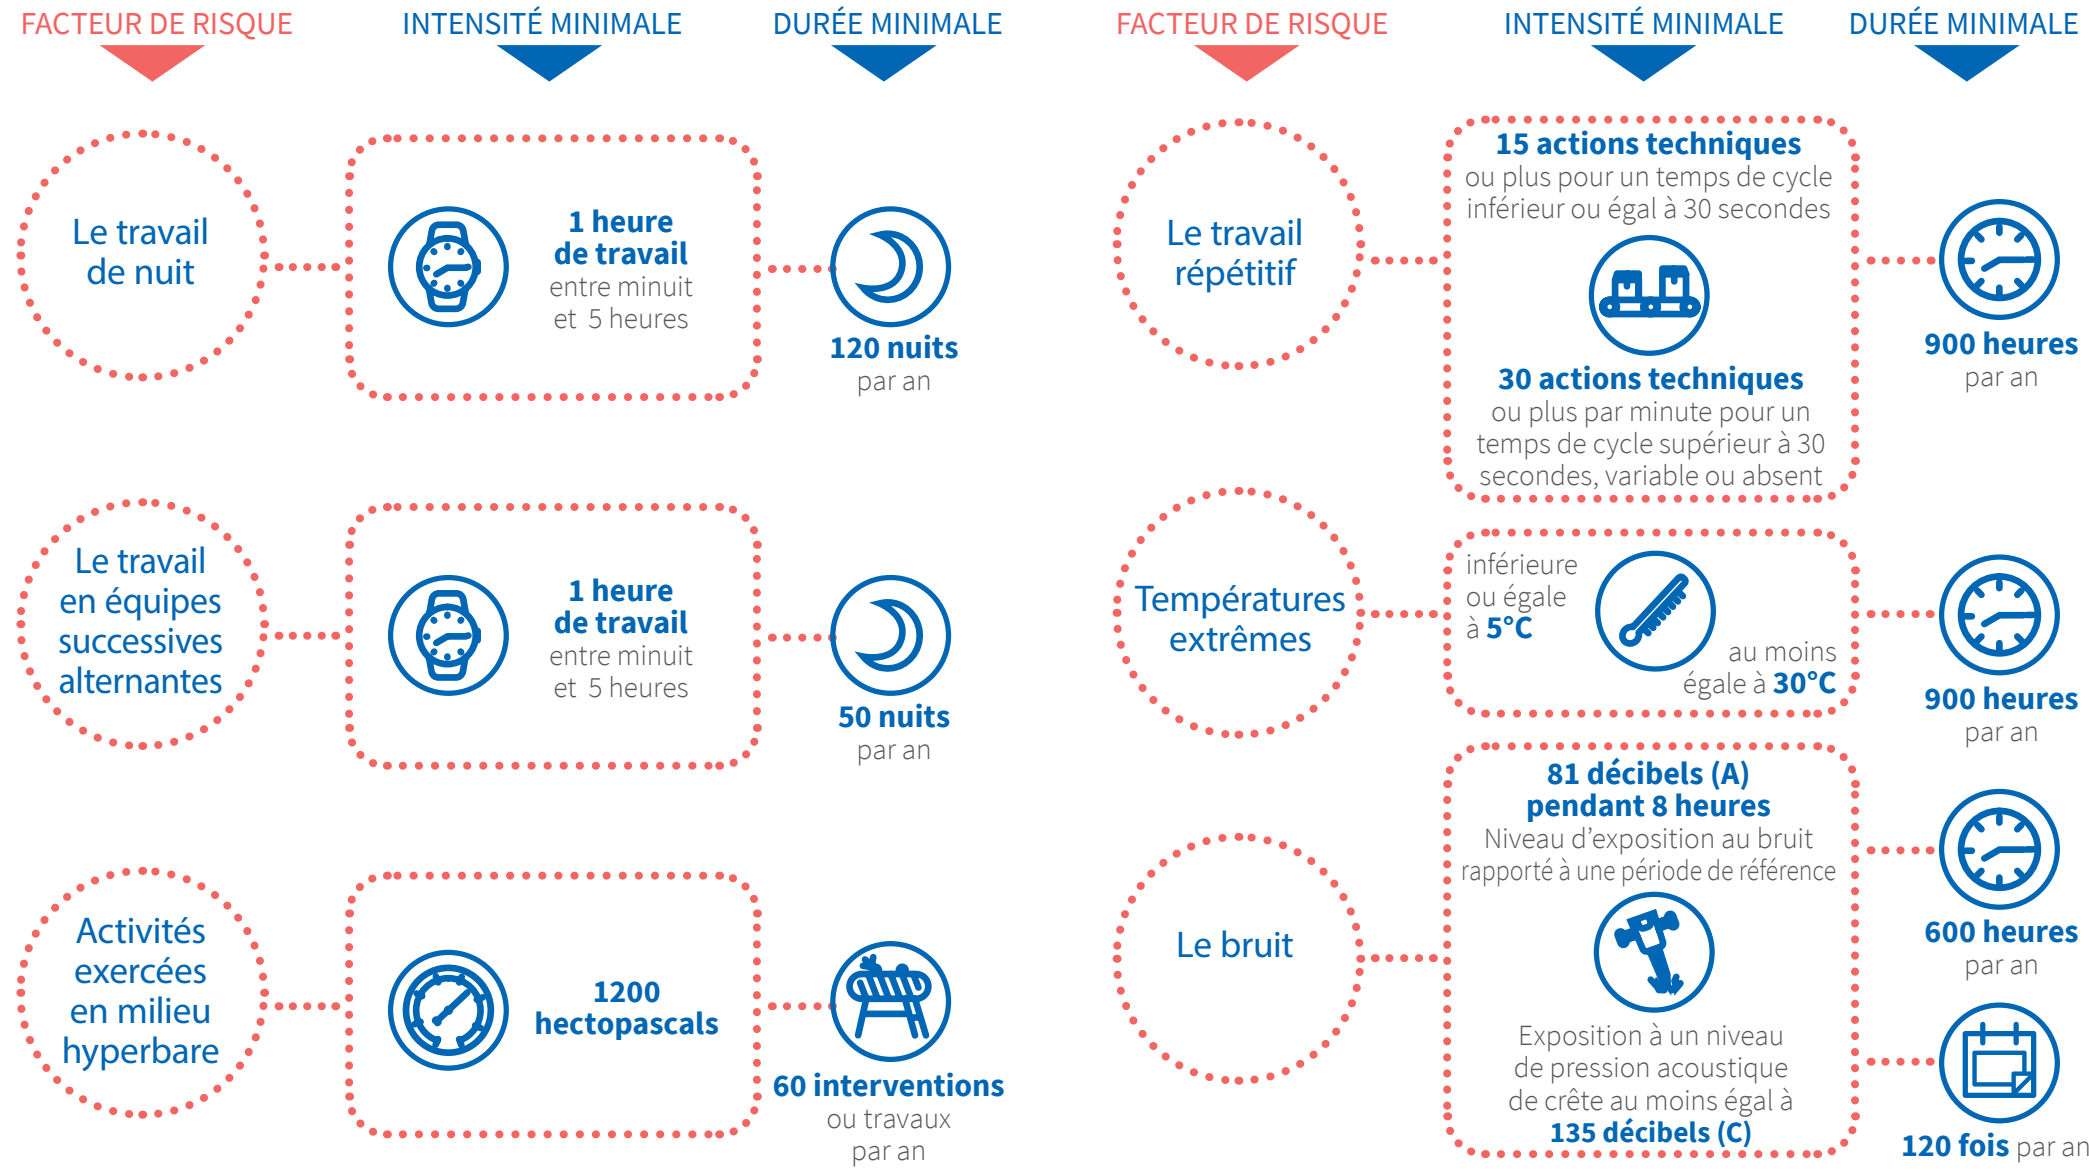 FACTEUR DE RISQUE
INTENSITÉ MINIMALE
DURÉE MINIMALE
Le travail
de nuit
1 heure
de travail
entre minuit
et 5 heures
120 nuits
par an
Le travail
en équipes
successives
alternantes
1 heure
de travail
entre minuit
et 5 heures
50 nuits
par an
Activités
exercées
en milieu
hyperbare
1200
hectopascals
60 interventions
ou travaux
par an
FACTEUR DE RISQUE
INTENSITÉ MINIMALE
DURÉE MINIMALE
Le travail
répétitif
15 actions techniques
ou plus pour un temps de cycle
inférieur ou égal à 30 secondes
30 actions techniques
ou plus par minute pour un
temps de cycle supérieur à 30
secondes, variable ou absent
900 heures
par an
Températures
extrêmes
inférieure
ou égale
à 5°C
au moins
égale à 30°C
900 heures
par an
Le bruit
81 décibels (A)
pendant 8 heures
Niveau d’exposition au bruit
rapporté à une période de référence
600 heures
par an
Exposition à un niveau
de pression acoustique
de crête au moins égal à
135 décibels (C)
120 fois par an